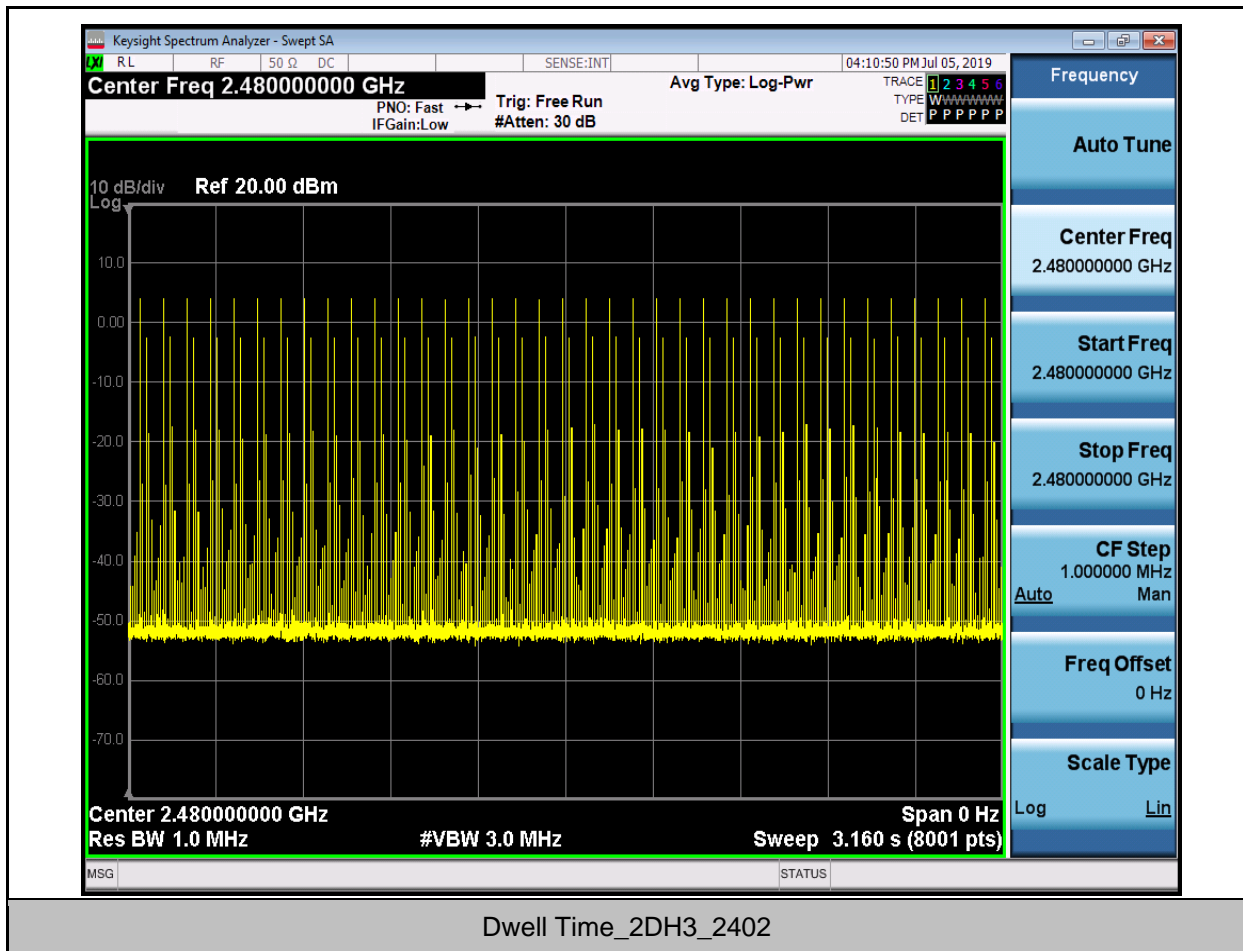 Keysight Spectrum Analyzer - Swept SA
LXI RL RF 50 Ω DC SENSE:INT 04:10:50 PM Jul 05, 2019
Center Freq 2.480000000 GHz
PNO: Fast
IFGain:Low
Trig: Free Run
#Atten: 30 dB
Avg Type: Log-Pwr
TRACE 1 2 3 4 5 6
TYPE WWWWWW
DET P P P P P P
10 dB/div Ref 20.00 dBm
Log
10.0
0.00
-10.0
-20.0
-30.0
-40.0
-50.0
-60.0
-70.0
Center 2.480000000 GHz Span 0 Hz
Res BW 1.0 MHz #VBW 3.0 MHz Sweep 3.160 s (8001 pts)
MSG STATUS
Frequency
Auto Tune
Center Freq
2.480000000 GHz
Start Freq
2.480000000 GHz
Stop Freq
2.480000000 GHz
CF Step
1.000000 MHz
Auto Man
Freq Offset
0 Hz
Scale Type
Log Lin
Dwell Time_2DH3_2402